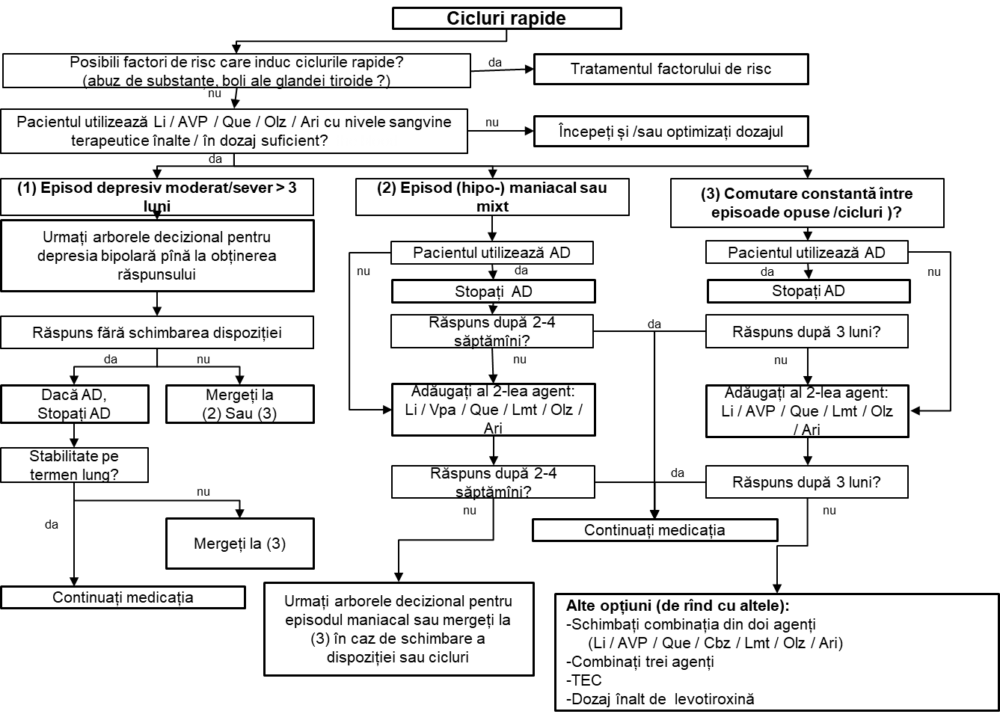 Cicluri rapide
Posibili factori de risc care induc ciclurile rapide?
(abuz de substanțe, boli ale glandei tiroide ?)
da
Tratamentul factorului de risc
nu
Pacientul utilizează Li / AVP / Que / Olz / Ari cu nivele sangvine
terapeutice înalte / în dozaj suficient?
nu
Începeți și /sau optimizați dozajul
da
(1) Episod depresiv moderat/sever > 3
luni
Urmați arborele decizional pentru
depresia bipolară pînă la obținerea
răspunsului
Răspuns fără schimbarea dispoziției
da
nu
Dacă AD,
Stopați AD
Mergeți la
(2) Sau (3)
Stabilitate pe
termen lung?
nu
da
Mergeți la (3)
Continuați medicația
(2) Episod (hipo-) maniacal sau
mixt
Pacientul utilizează AD
nu
da
Stopați AD
Răspuns după 2-4
săptămîni?
da
nu
Adăugați al 2-lea agent:
Li / Vpa / Que / Lmt / Olz /
Ari
Răspuns după 2-4
săptămîni?
da
nu
Continuați medicația
Urmați arborele decizional pentru
episodul maniacal sau mergeți la
(3) în caz de schimbare a
dispoziției sau cicluri
(3) Comutare constantă între
episoade opuse /cicluri )?
Pacientul utilizează AD
da
nu
Stopați AD
Răspuns după 3 luni?
nu
Adăugați al 2-lea agent:
Li / AVP / Que / Lmt / Olz
/ Ari
Răspuns după 3 luni?
nu
Alte opțiuni (de rînd cu altele):
-Schimbați combinația din doi agenți
(Li / AVP / Que / Cbz / Lmt / Olz / Ari)
-Combinați trei agenți
-TEC
-Dozaj înalt de levotiroxină